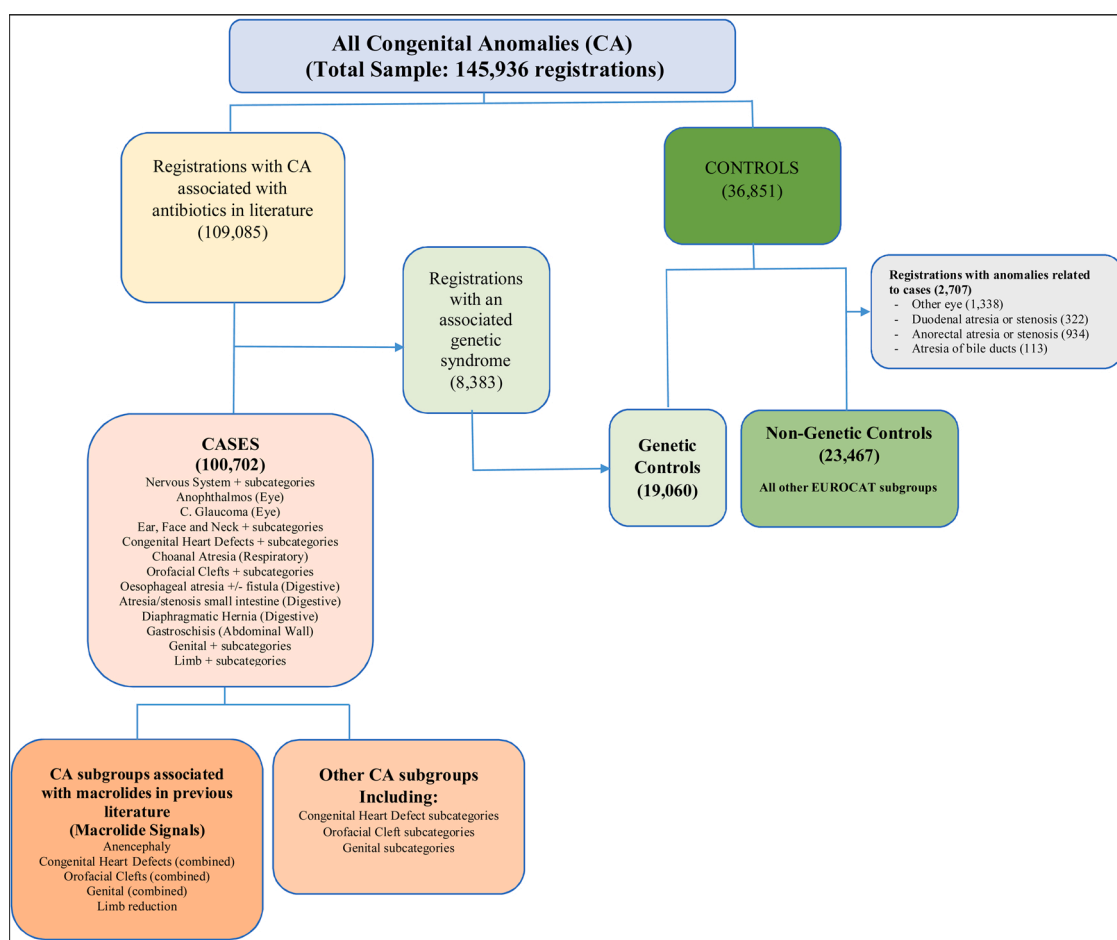 All Congenital Anomalies (CA)
(Total Sample: 145,936 registrations)
Registrations with CA
associated with
antibiotics in literature
(109,085)
CONTROLS
(36,851)
Registrations
with an
associated
genetic
syndrome
(8,383)
Registrations with anomalies related
to cases (2,707)
- Other eye (1,338)
- Duodenal atresia or stenosis (322)
- Anorectal atresia or stenosis (934)
- Atresia of bile ducts (113)
CASES
(100,702)
Nervous System + subcategories
Anophthalmos (Eye)
C. Glaucoma (Eye)
Ear, Face and Neck + subcategories
Congenital Heart Defects + subcategories
Choanal Atresia (Respiratory)
Orofacial Clefts + subcategories
Oesophageal atresia +/- fistula (Digestive)
Atresia/stenosis small intestine (Digestive)
Diaphragmatic Hernia (Digestive)
Gastroschisis (Abdominal Wall)
Genital + subcategories
Limb + subcategories
Genetic
Controls
(19,060)
Non-Genetic Controls
(23,467)
All other EUROCAT subgroups
CA subgroups associated
with macrolides in previous
literature
(Macrolide Signals)
Anencephaly
Congenital Heart Defects (combined)
Orofacial Clefts (combined)
Genital (combined)
Limb reduction
Other CA subgroups
Including:
Congenital Heart Defect subcategories
Orofacial Cleft subcategories
Genital subcategories